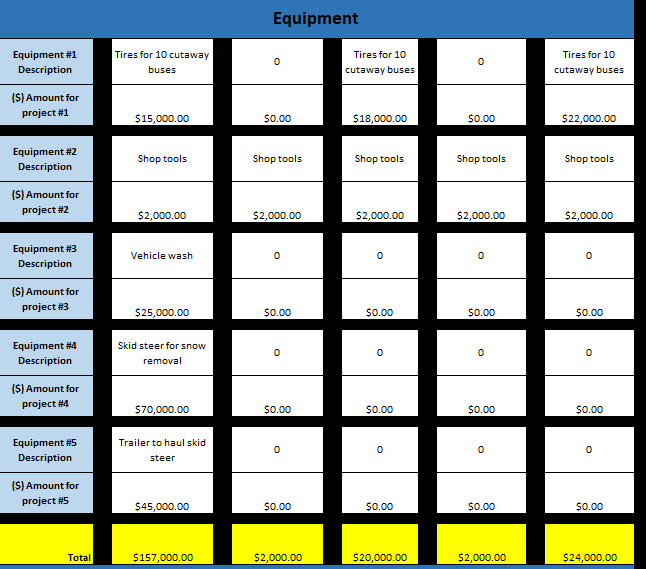 Equipment
Equipment #1 Description Tires for 10 cutaway buses 0 Tires for 10 cutaway buses 0 Tires for 10 cutaway buses
($) Amount for project #1 $15,000.00 $0.00 $18,000.00 $0.00 $22,000.00
Equipment #2 Description Shop tools Shop tools Shop tools Shop tools Shop tools
($) Amount for project #2 $2,000.00 $2,000.00 $2,000.00 $2,000.00 $2,000.00
Equipment #3 Description Vehicle wash 0 0 0 0
($) Amount for project #3 $25,000.00 $0.00 $0.00 $0.00 $0.00
Equipment #4 Description Skid steer for snow removal 0 0 0 0
($) Amount for project #4 $70,000.00 $0.00 $0.00 $0.00 $0.00
Equipment #5 Description Trailer to haul skid steer 0 0 0 0
($) Amount for project #5 $45,000.00 $0.00 $0.00 $0.00 $0.00
Total $157,000.00 $2,000.00 $20,000.00 $2,000.00 $24,000.00